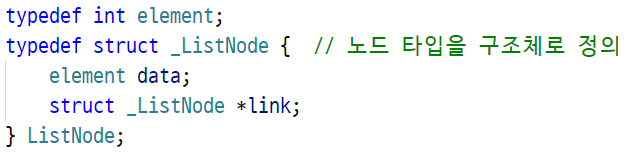 typedef int element;
typedef struct _ListNode {  // 노드 타입을 구조체로 정의
    element data;
    struct _ListNode *link;
} ListNode;